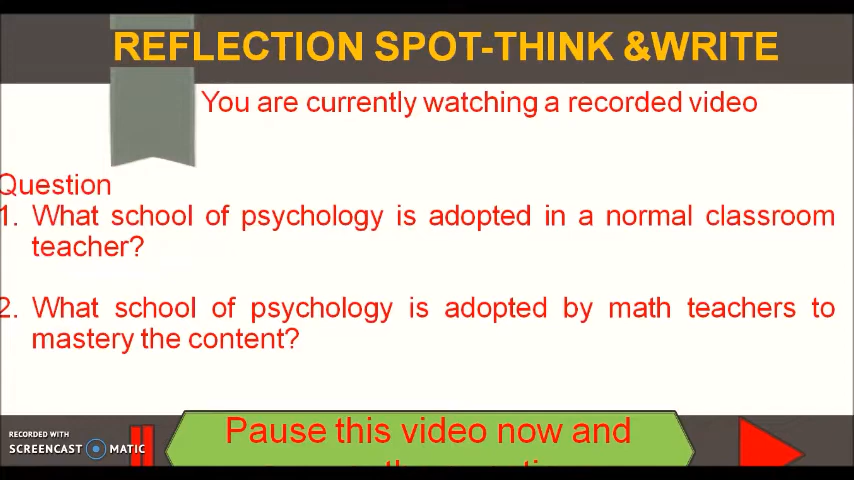 REFLECTION SPOT-THINK &WRITE
You are currently watching a recorded video
Question
1. What school of psychology is adopted in a normal classroom
teacher?
2. What school of psychology is adopted by math teachers to
mastery the content?
Pause this video now and
RECORDED WITH
SCREENCAST MATIC